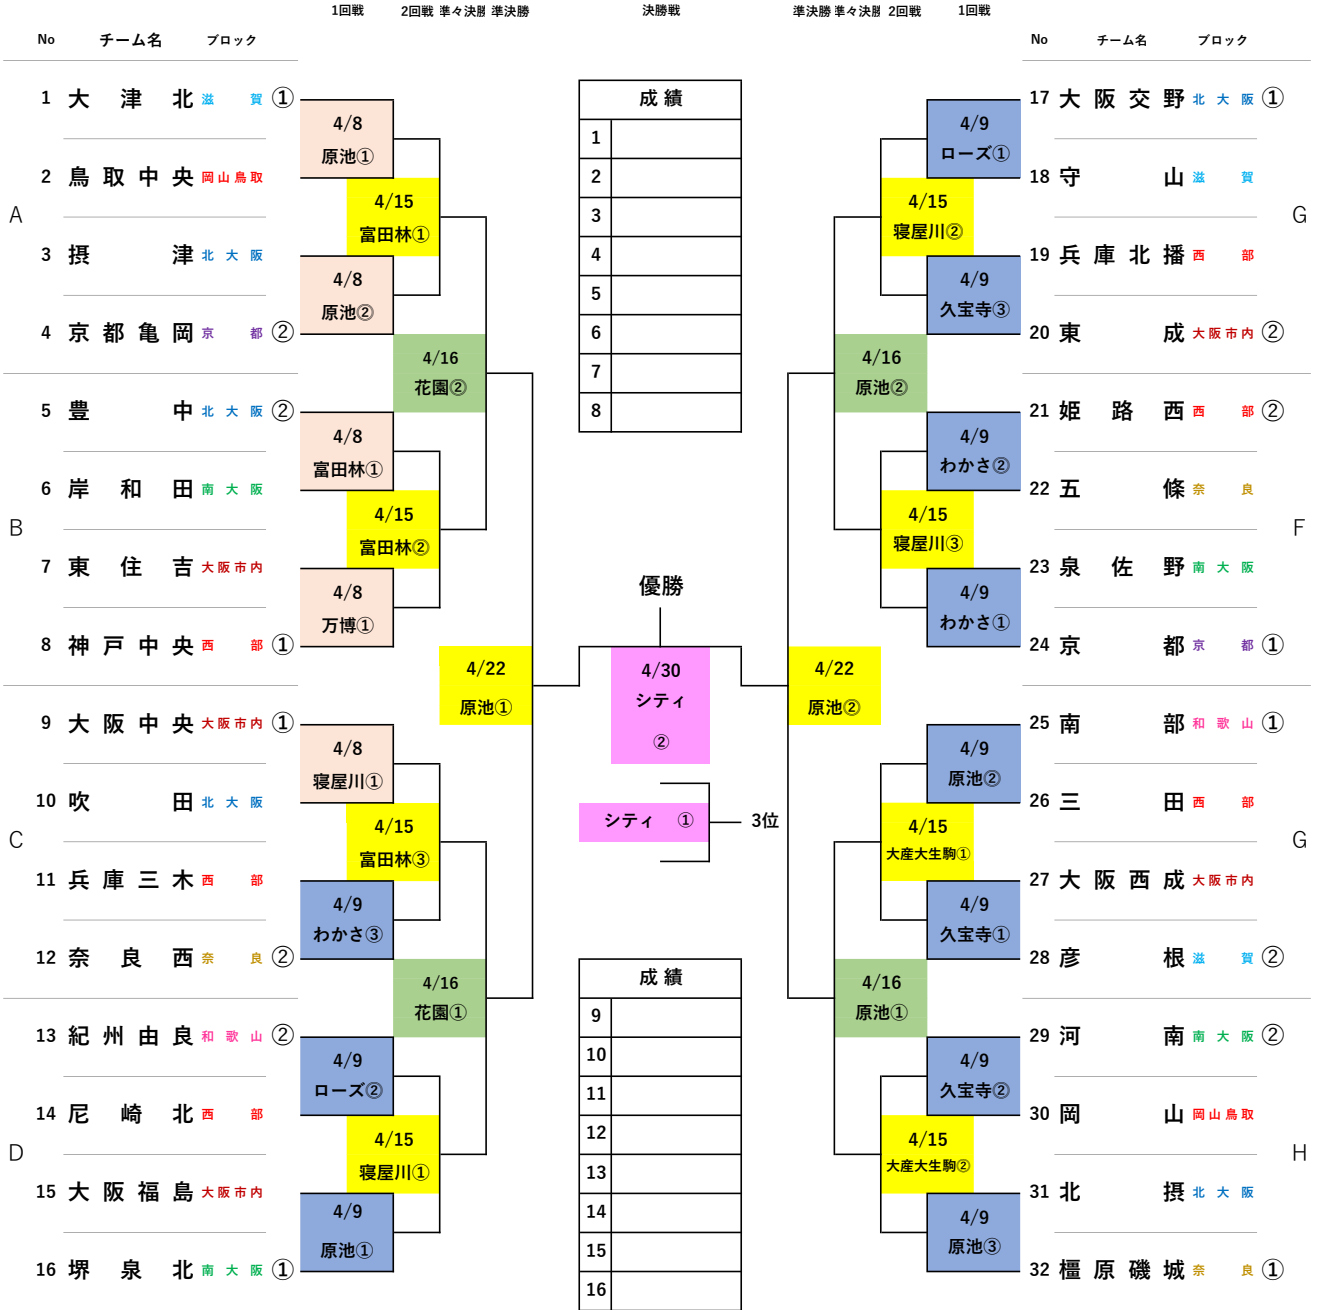 1回戦 2回戦 準々決勝 準決勝 決勝戦 準決勝 準々決勝 2回戦 1回戦
No チーム名 ブロック
A
1 大津北 滋賀 ①
2 鳥取中央 岡山鳥取
3 摂津 北大阪
4 京都亀岡 京都 ②
B
5 豊中 北大阪 ②
6 岸和田 南大阪
7 東住吉 大阪市内
8 神戸中央 西部 ①
C
9 大阪中央 大阪市内 ①
10 吹田 北大阪
11 兵庫三木 西部
12 奈良西 奈良 ②
D
13 紀州由良 和歌山 ②
14 尼崎北 西部
15 大阪福島 大阪市内
16 堺泉北 南大阪 ①
4/8
原池①
4/8
原池②
4/8
富田林①
4/8
万博①
4/8
寝屋川①
4/9
わかさ③
4/9
ローズ②
4/9
原池①
4/15
富田林①
4/15
富田林②
4/15
富田林③
4/15
寝屋川①
4/16
花園②
4/16
花園①
4/22
原池①
成績
1
2
3
4
5
6
7
8
優勝
4/30
シティ
②
シティ ①
3位
成績
9
10
11
12
13
14
15
16
4/22
原池②
4/16
原池②
4/16
原池①
4/15
寝屋川②
4/15
寝屋川③
4/15
大産大生駒①
4/15
大産大生駒②
4/9
ローズ①
4/9
久宝寺③
4/9
わかさ②
4/9
わかさ①
4/9
原池②
4/9
久宝寺①
4/9
久宝寺②
4/9
原池③
No チーム名 ブロック
17 大阪交野 北大阪 ①
18 守山 滋賀
19 兵庫北播 西部
20 東成 大阪市内 ②
G
21 姫路西 西部 ②
22 五條 奈良
23 泉佐野 南大阪
24 京都 京都 ①
F
25 南部 和歌山 ①
26 三田 西部
27 大阪西成 大阪市内
28 彦根 滋賀 ②
G
29 河南 南大阪 ②
30 岡山 岡山鳥取
31 北摂 北大阪
32 橿原磯城 奈良 ①
H